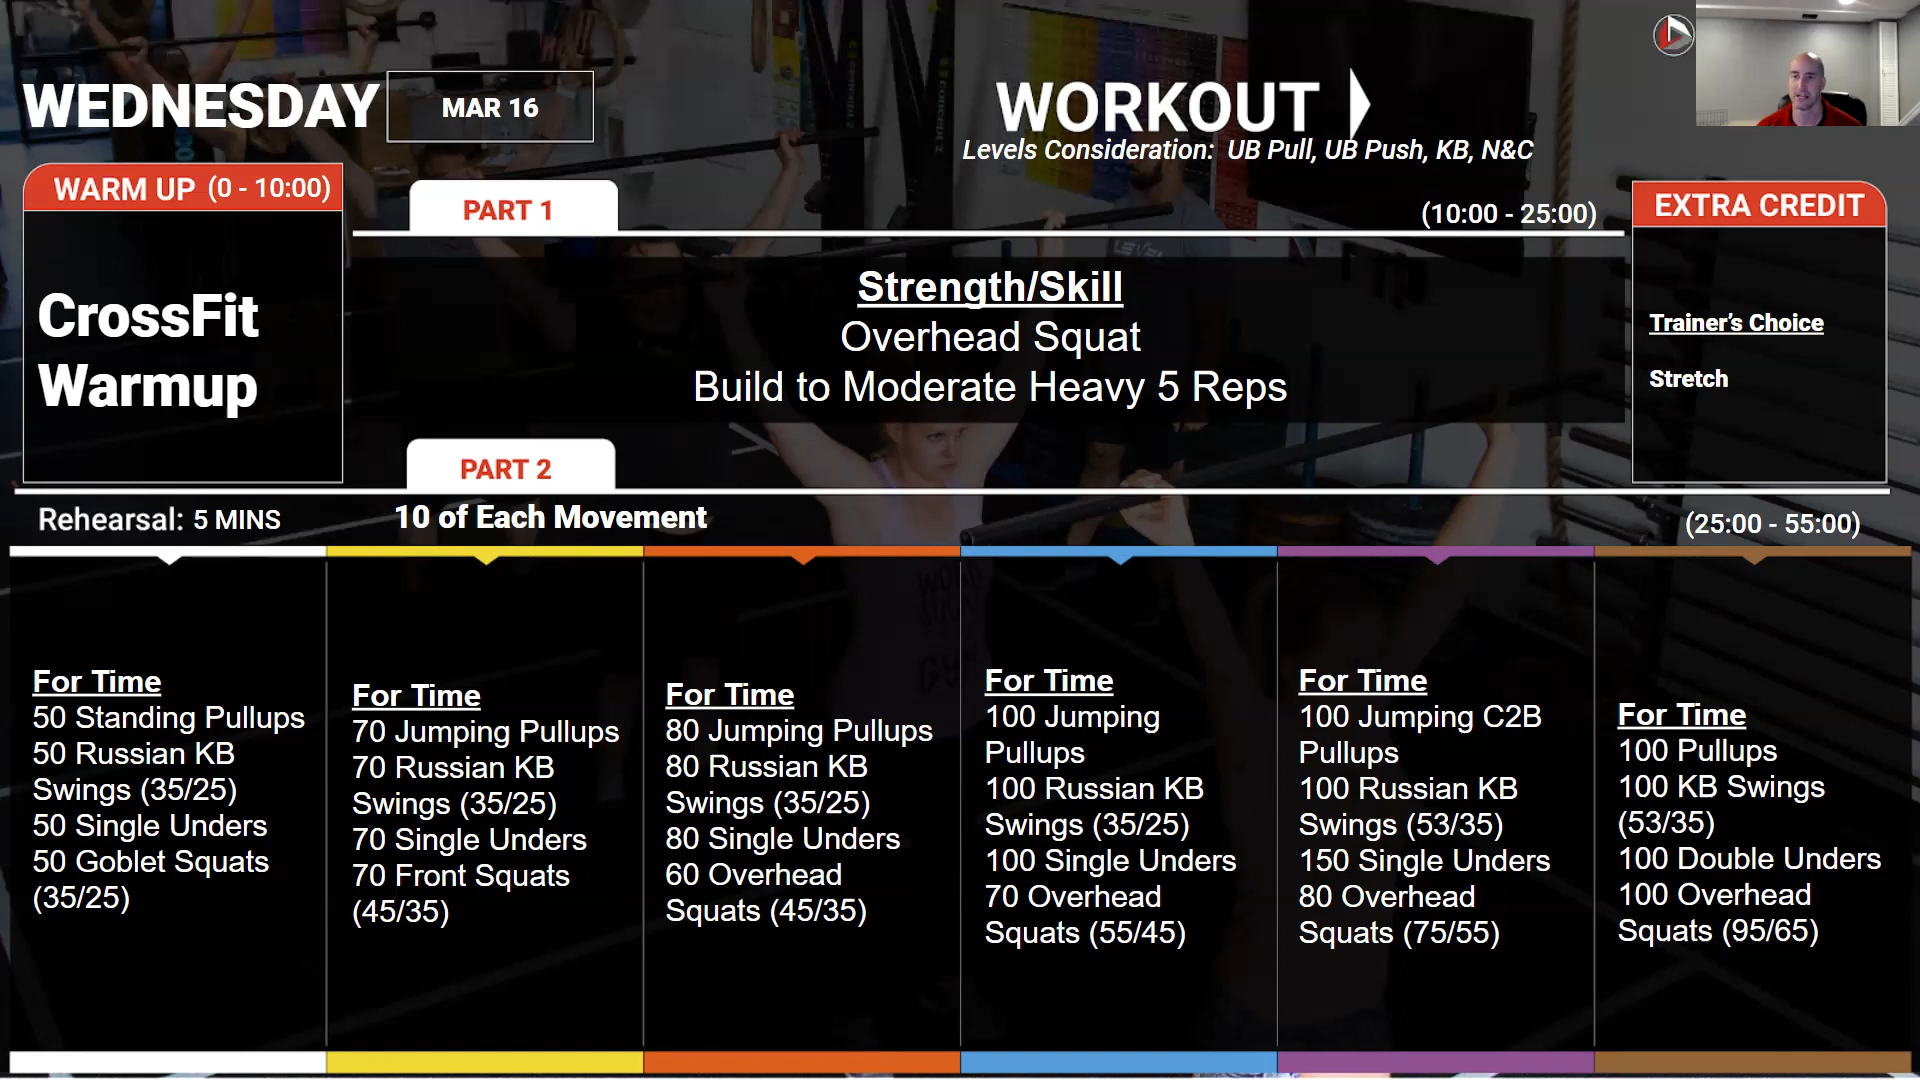 WEDNESDAY
MAR 16
WORKOUT
Levels Consideration: UB Pull, UB Push, KB, N&C
WARM UP (0 - 10:00)
CrossFit
Warmup
PART 1
(10:00 - 25:00)
Strength/Skill
Overhead Squat
Build to Moderate Heavy 5 Reps
EXTRA CREDIT
Trainer's Choice
Stretch
PART 2
Rehearsal: 5 MINS
10 of Each Movement
(25:00 - 55:00)
For Time
50 Standing Pullups
50 Russian KB
Swings (35/25)
50 Single Unders
50 Goblet Squats
(35/25)
For Time
70 Jumping Pullups
70 Russian KB
Swings (35/25)
70 Single Unders
70 Front Squats
(45/35)
For Time
80 Jumping Pullups
80 Russian KB
Swings (35/25)
80 Single Unders
60 Overhead
Squats (45/35)
For Time
100 Jumping
Pullups
100 Russian KB
Swings (35/25)
100 Single Unders
70 Overhead
Squats (55/45)
For Time
100 Jumping C2B
Pullups
100 Russian KB
Swings (53/35)
150 Single Unders
80 Overhead
Squats (75/55)
For Time
100 Pullups
100 KB Swings
(53/35)
100 Double Unders
100 Overhead
Squats (95/65)